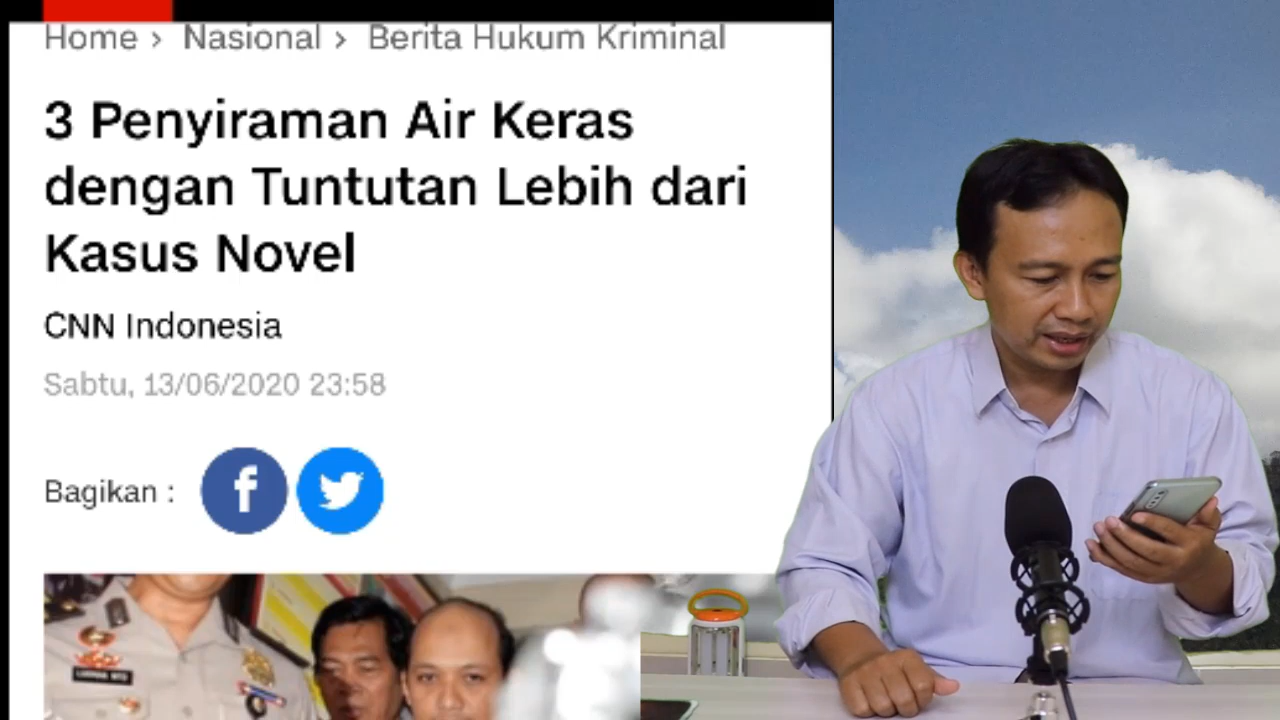 Home › Nasional › Berita Hukum Kriminal
3 Penyiraman Air Keras
dengan Tuntutan Lebih dari
Kasus Novel
CNN Indonesia
Sabtu, 13/06/2020 23:58
Bagikan :